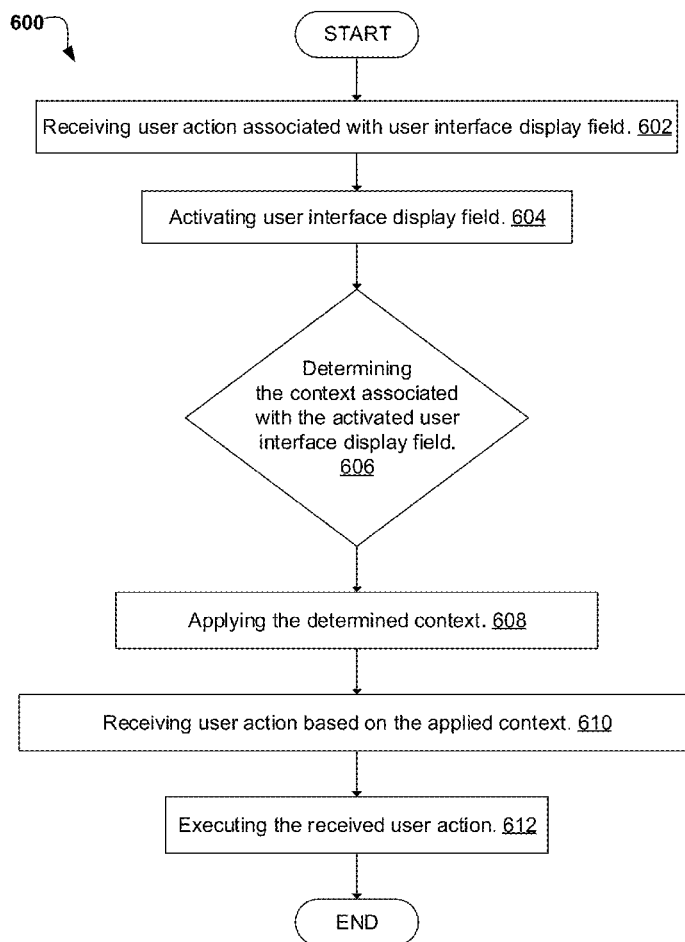 600
START
Receiving user action associated with user interface display field. 602
Activating user interface display field. 604
Determining
the context associated
with the activated user
interface display field.
606
Applying the determined context. 608
Receiving user action based on the applied context. 610
Executing the received user action. 612
END